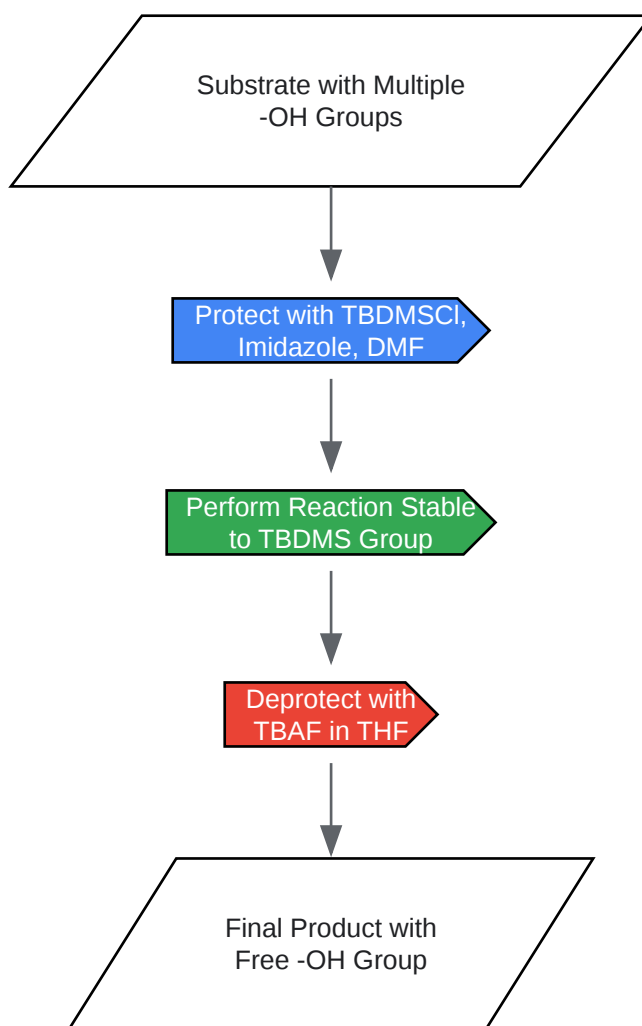 Substrate with Multiple
-OH Groups
Protect with TBDMSCl,
Imidazole, DMF
Perform Reaction Stable
to TBDMS Group
Deprotect with
TBAF in THF
Final Product with
Free -OH Group